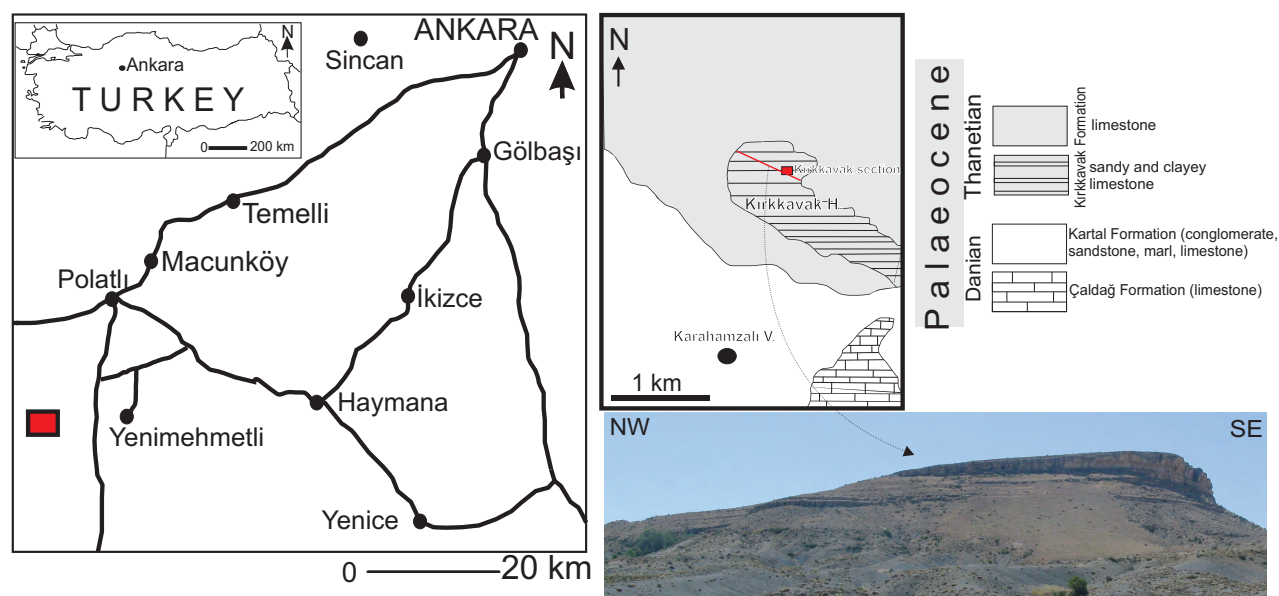 N
Ankara
TURKEY
0 200 km
ANKARA
Sincan
N
Gölbaşı
Temelli
Macunköy
Polatlı
İkizce
Haymana
Yenimehmetli
Yenice
0 20 km
N
Kırkkavak section
Kırkkavak H.
Karahamzalı V.
1 km
Palaeocene
Thanetian
Danian
Kırkkavak Formation
limestone
sandy and clayey
limestone
Kartal Formation (conglomerate,
sandstone, marl, limestone)
Çaldağ Formation (limestone)
NW
SE